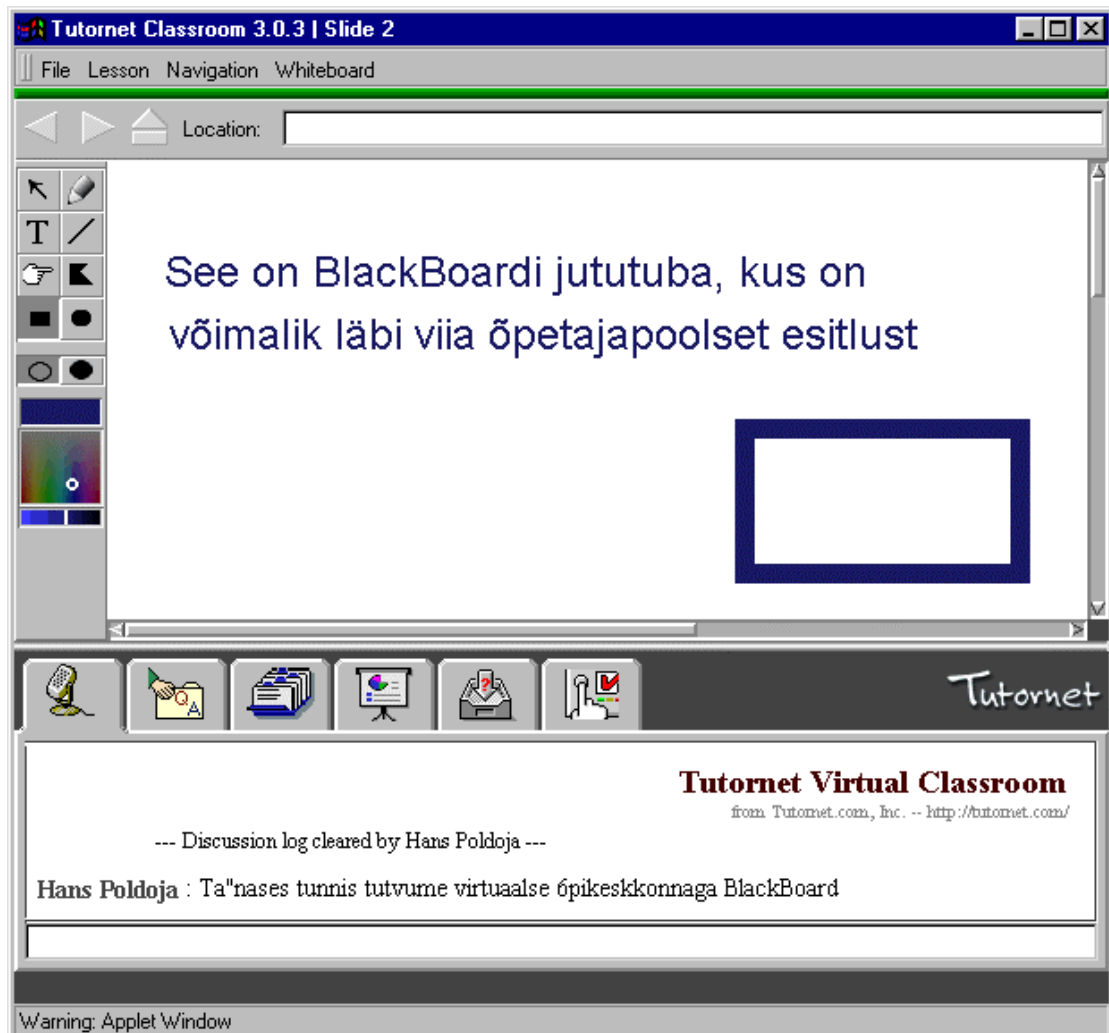 Tutornet Classroom 3.0.3 | Slide 2
File Lesson Navigation Whiteboard
Location:
T
See on BlackBoardi jututuba, kus on
võimalik läbi viia õpetajapoolset esitlust
Q A
?
Tutornet
Tutornet Virtual Classroom
from Tutornet.com, Inc. -- http://tutornet.com/
--- Discussion log cleared by Hans Poldoja ---
Hans Poldoja : Ta"nases tunnis tutvume virtuaalse 6pikeskkonnaga BlackBoard
Warning: Applet Window